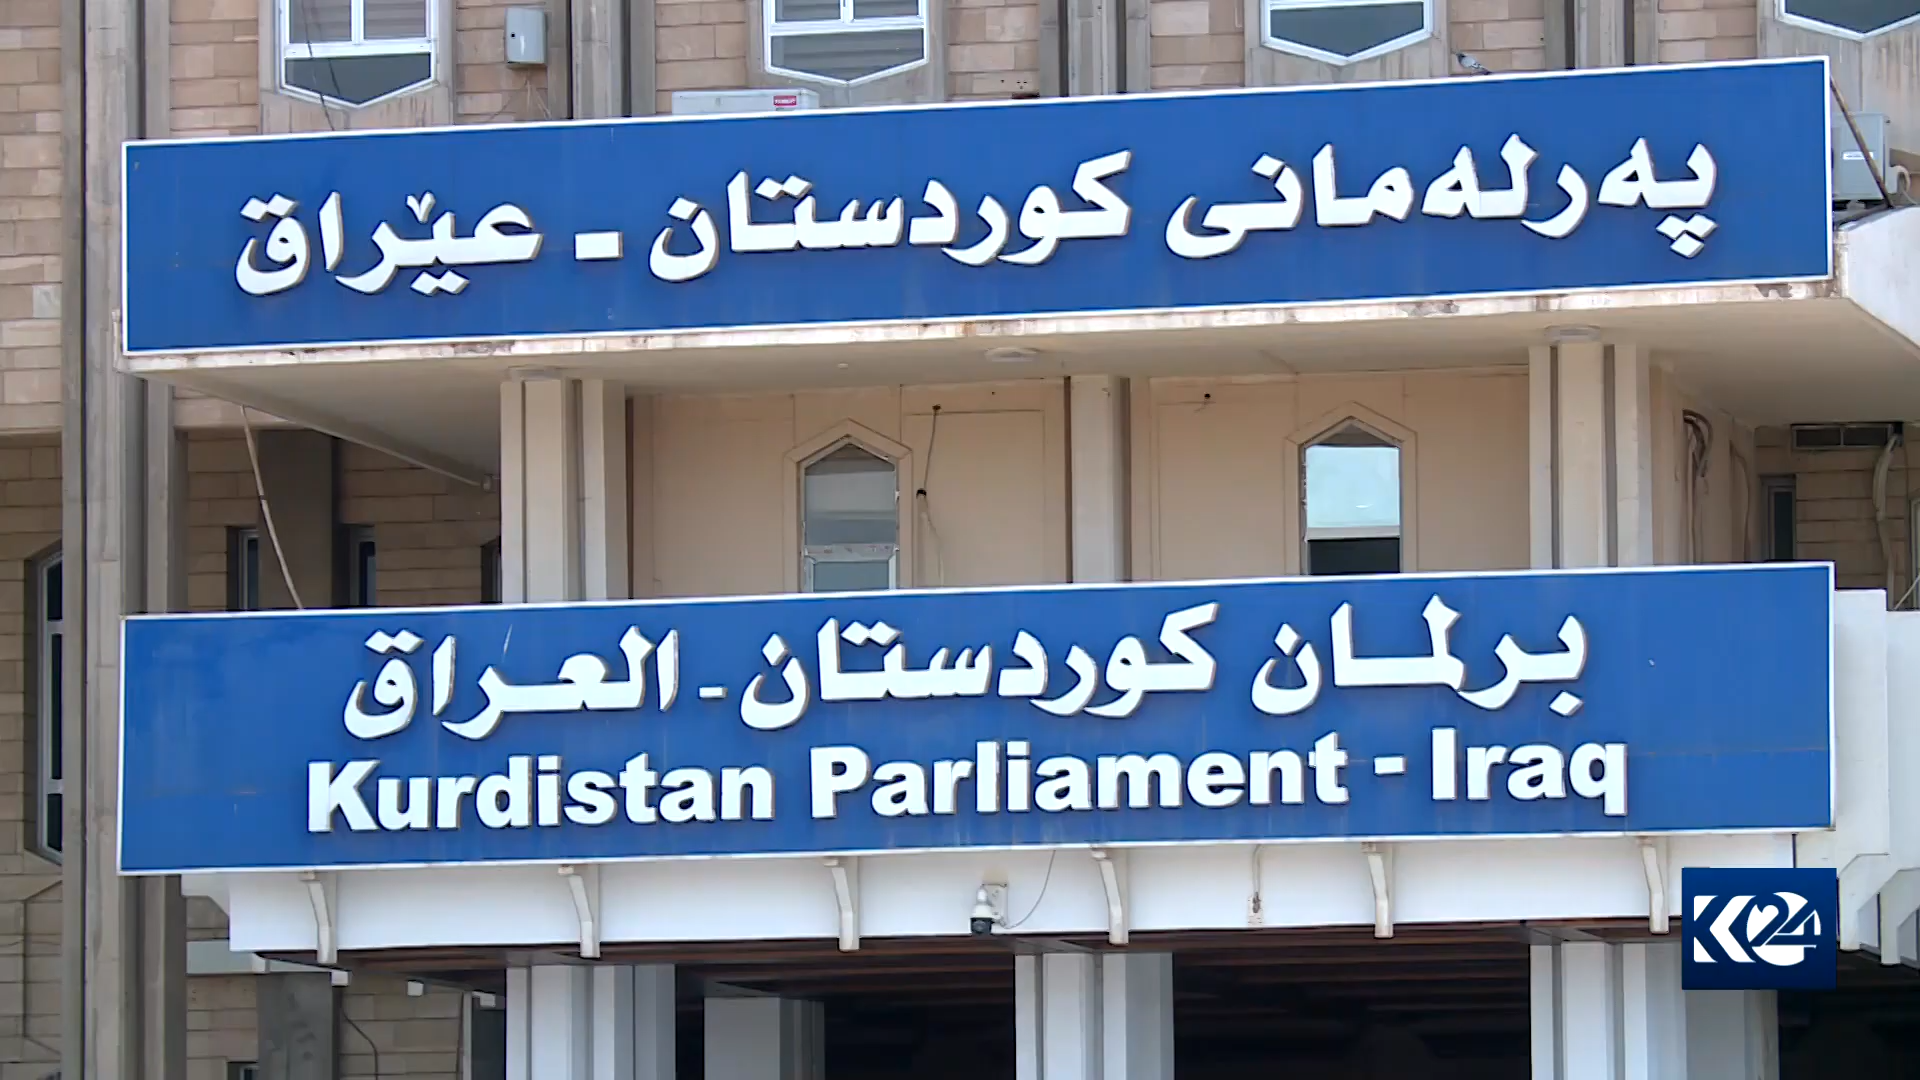 پەرلەمانی کوردستان - عێراق
برلمان كوردستان - العراق
Kurdistan Parliament - Iraq
K24